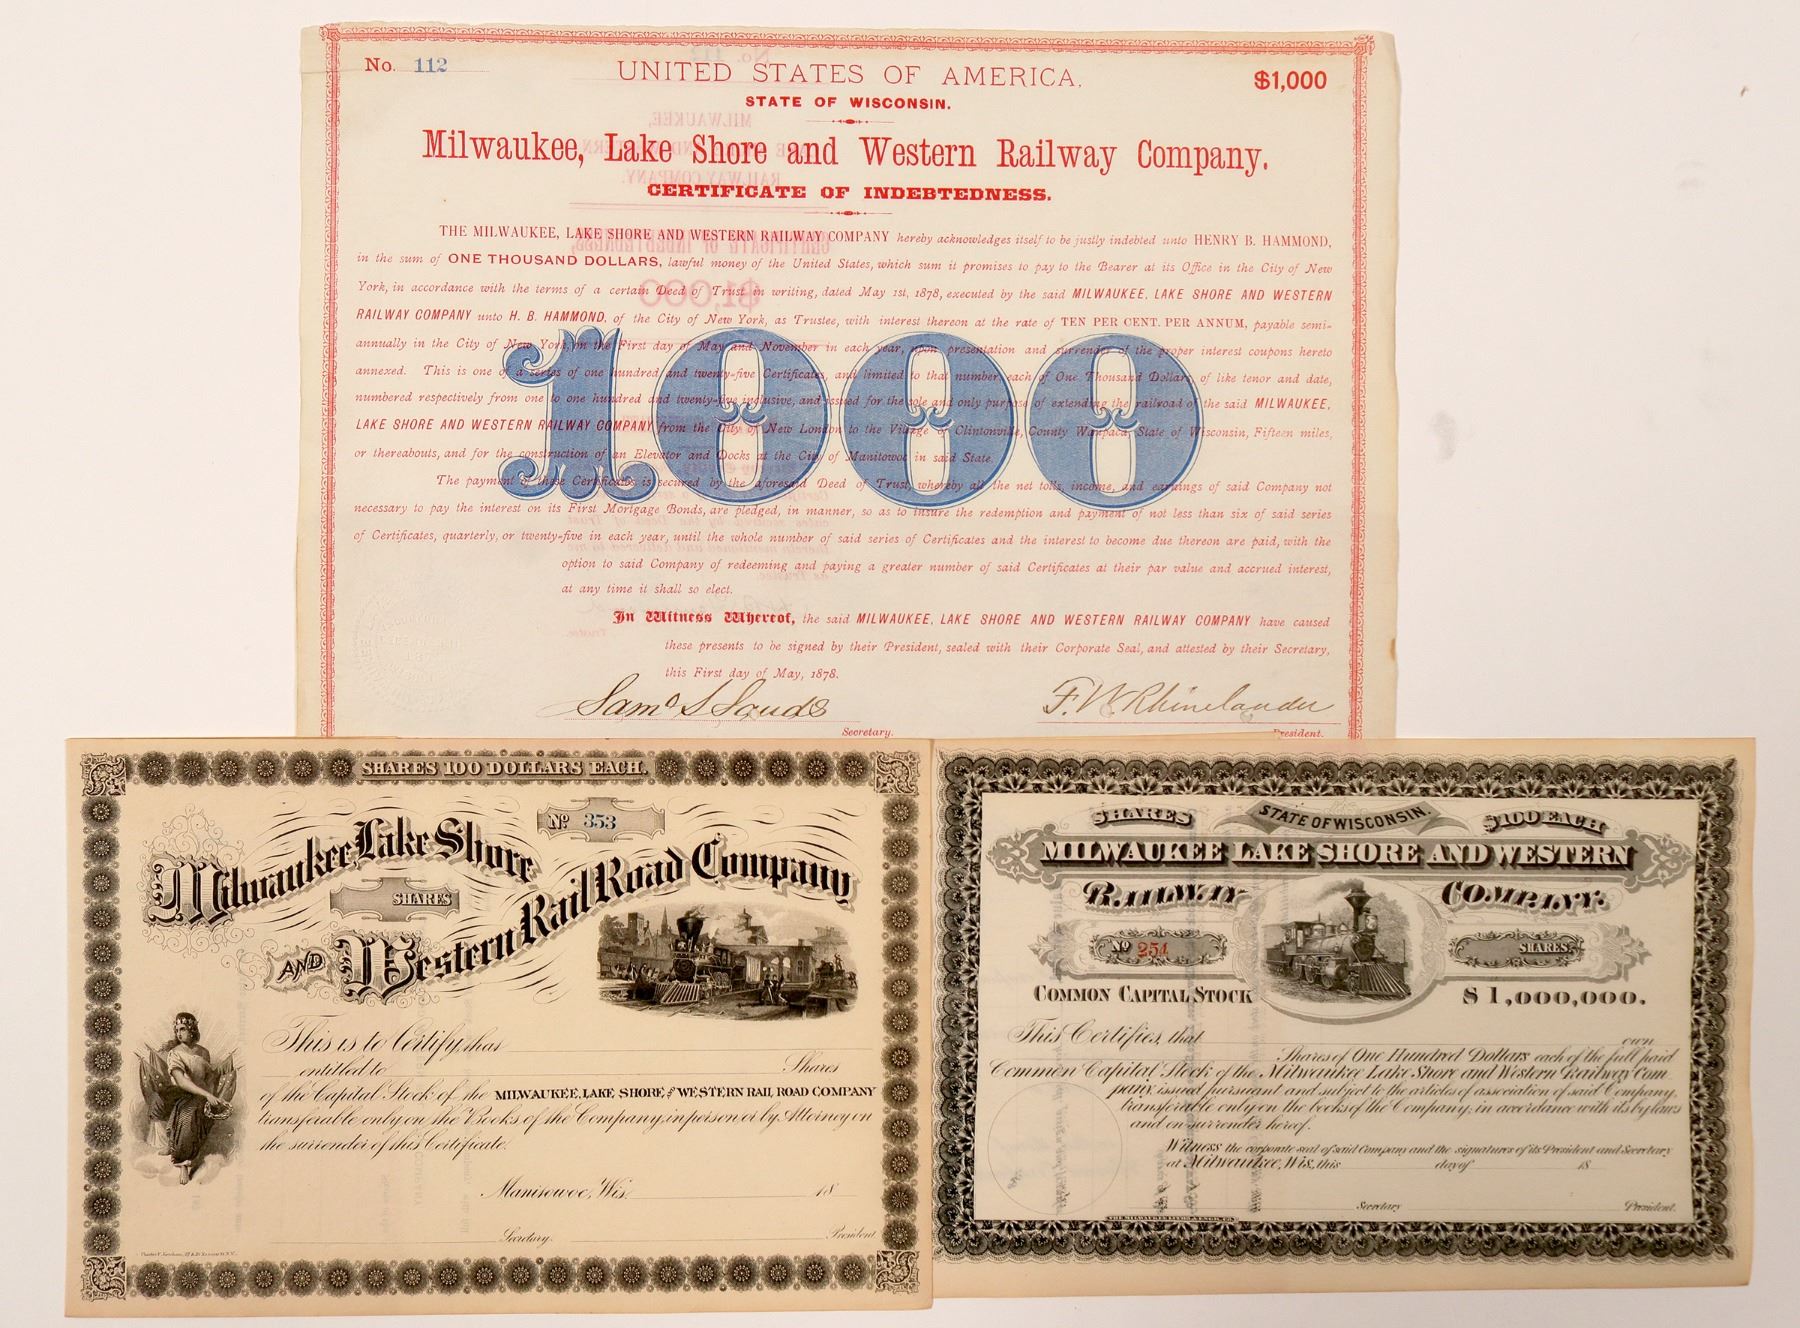 No. 112
UNITED STATES OF AMERICA.
$1,000
STATE OF WISCONSIN.
Milwaukee, Lake Shore and Western Railway Company.
CERTIFICATE OF INDEBTEDNESS.
THE MILWAUKEE, LAKE SHORE AND WESTERN RAILWAY COMPANY hereby acknowledges itself to be justly indebted unto HENRY B. HAMMOND,
in the sum of ONE THOUSAND DOLLARS, lawful money of the United States, which sum it promises to pay to the Bearer at its Office in the City of New
York, in accordance with the terms of a certain Deed of Trust in writing, dated May 1st, 1878, executed by the said MILWAUKEE, LAKE SHORE AND WESTERN
RAILWAY COMPANY unto H. B. HAMMOND, of the City of New York, as Trustee, with interest thereon at the rate of TEN PER CENT. PER ANNUM, payable semi-
annually in the City of New York, on the First day of May and November in each year, upon presentation and surrender of the proper interest coupons hereto
annexed. This is one of a series of one hundred and twenty-five Certificates, and limited to that number, each of One Thousand Dollars, of like tenor and date,
numbered respectively from one to one hundred and twenty-five inclusive, and issued for the sole and only purpose of extending the railroad of the said MILWAUKEE,
LAKE SHORE AND WESTERN RAILWAY COMPANY from the City of New London to the Village of Clintonville, County Waupaca, State of Wisconsin, Fifteen miles,
or thereabouts, and for the construction of an Elevator and Docks at the City of Manitowoc in said State.
1000
The payment of these Certificates is secured by the aforesaid Deed of Trust, whereby all the net tolls, income, and earnings of said Company not
necessary to pay the interest on its First Mortgage Bonds, are pledged, in manner, so as to insure the redemption and payment of not less than six of said series
of Certificates, quarterly, or twenty-five in each year, until the whole number of said series of Certificates and the interest to become due thereon are paid, with the
option to said Company of redeeming and paying a greater number of said Certificates at their par value and accrued interest,
at any time it shall so elect.
In Witness Whereof, the said MILWAUKEE, LAKE SHORE AND WESTERN RAILWAY COMPANY have caused
these presents to be signed by their President, sealed with their Corporate Seal, and attested by their Secretary,
this First day of May, 1878.
Saml S Sands
F. W. Rhinelander
Secretary.
President.
SHARES 100 DOLLARS EACH.
No 353
Milwaukee, Lake Shore
SHARES
AND Western Rail Road Company
This is to Certify that
entitled to Shares
of the Capital Stock of the MILWAUKEE, LAKE SHORE AND WESTERN RAIL ROAD COMPANY
transferable only on the Books of the Company, in person or by Attorney on
the surrender of this Certificate.
Manitowoc, Wis. 18
Secretary. President.
SHARES STATE OF WISCONSIN. $100 EACH
MILWAUKEE LAKE SHORE AND WESTERN
RAILWAY COMPANY.
No 254 SHARES
COMMON CAPITAL STOCK $1,000,000.
This Certifies, that own
Shares of One Hundred Dollars each of the full paid
Common Capital Stock of the Milwaukee Lake Shore and Western Railway Com
pany, issued pursuant and subject to the articles of association of said Company,
transferable only on the books of the Company, in accordance with its by laws
and on surrender hereof.
Witness the corporate seal of said Company and the signatures of its President and Secretary
at Milwaukee, Wis, this day of 18
Secretary President.
THE MILWAUKEE LITHO. & ENGR. CO.